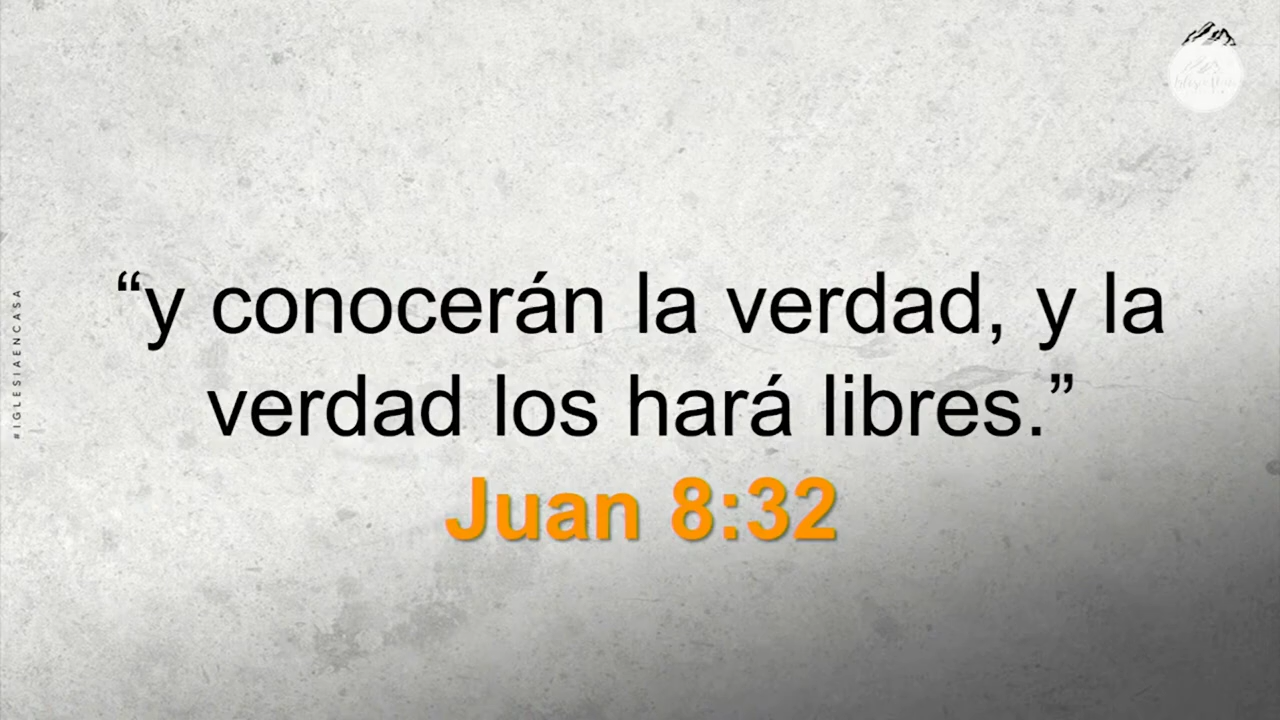 “y conocerán la verdad, y la
verdad los hará libres.”
Juan 8:32
#IGLESIAENCASA